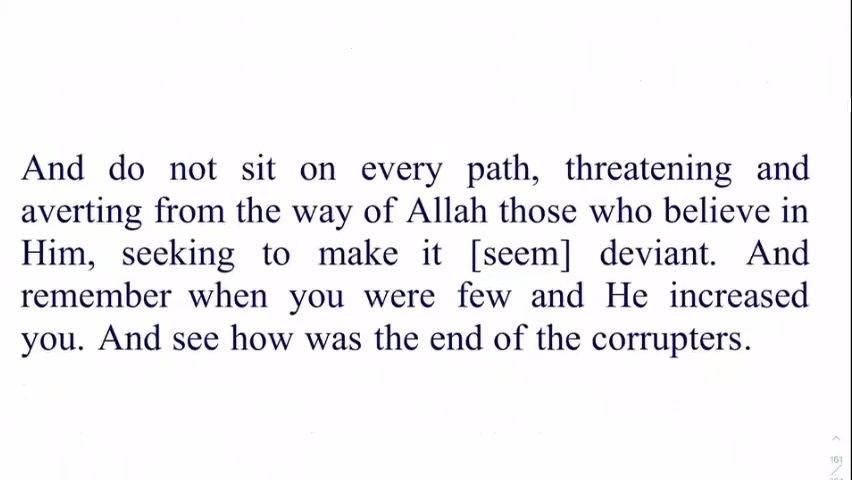 And do not sit on every path, threatening and
averting from the way of Allah those who believe in
Him, seeking to make it [seem] deviant. And
remember when you were few and He increased
you. And see how was the end of the corrupters.
161